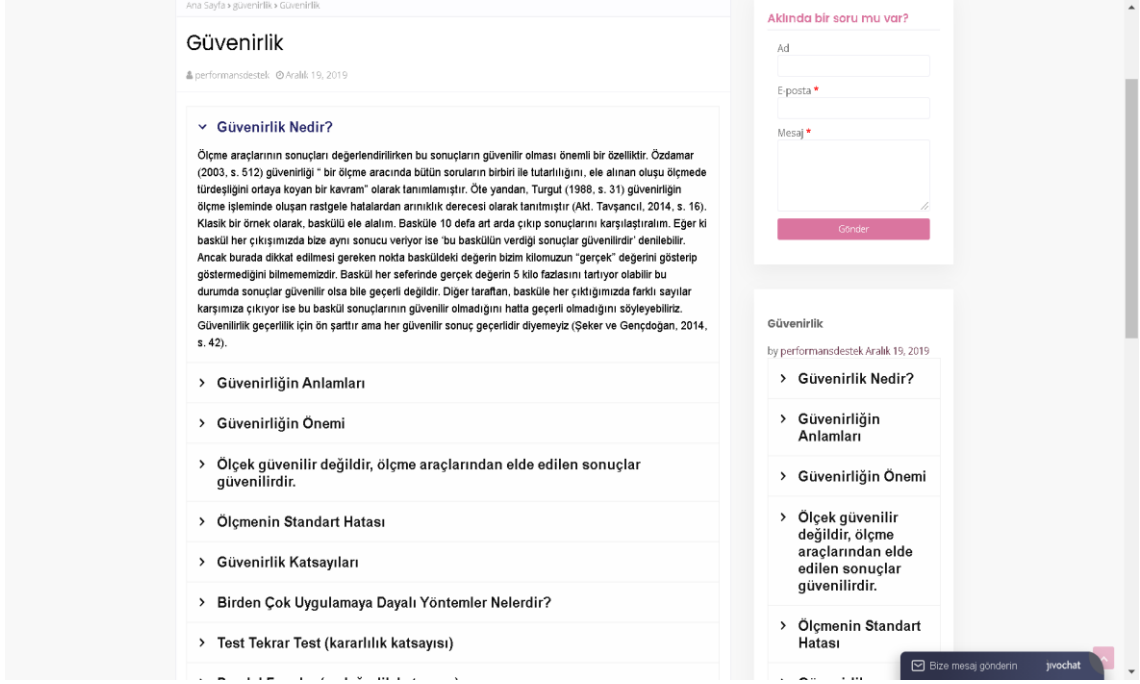 Ana Sayfa › güvenirlik › Güvenirlik
Güvenirlik
performansdestek Aralık 19, 2019
Güvenirlik Nedir?
Ölçme araçlarının sonuçları değerlendirilirken bu sonuçların güvenilir olması önemli bir özelliktir. Özdamar
(2003, s. 512) güvenirliği “ bir ölçme aracında bütün soruların birbiri ile tutarlılığını, ele alınan oluşu ölçmede
türdeşliğini ortaya koyan bir kavram” olarak tanımlamıştır. Öte yandan, Turgut (1988, s. 31) güvenirliğin
ölçme işleminde oluşan rastgele hatalardan arınıklık derecesi olarak tanıtmıştır (Akt. Tavşancıl, 2014, s. 16).
Klasik bir örnek olarak, baskülü ele alalım. Basküle 10 defa art arda çıkıp sonuçlarını karşılaştıralım. Eğer ki
baskül her çıkışımızda bize aynı sonucu veriyor ise ‘bu baskülün verdiği sonuçlar güvenilirdir’ denilebilir.
Ancak burada dikkat edilmesi gereken nokta basküldeki değerin bizim kilomuzun “gerçek” değerini gösterip
göstermediğini bilmememizdir. Baskül her seferinde gerçek değerin 5 kilo fazlasını tartıyor olabilir bu
durumda sonuçlar güvenilir olsa bile geçerli değildir. Diğer taraftan, basküle her çıktığımızda farklı sayılar
karşımıza çıkıyor ise bu baskül sonuçlarının güvenilir olmadığını hatta geçerli olmadığını söyleyebiliriz.
Güvenilirlik geçerlilik için ön şarttır ama her güvenilir sonuç geçerlidir diyemeyiz (Şeker ve Gençdoğan, 2014,
s. 42).
Güvenirliğin Anlamları
Güvenirliğin Önemi
Ölçek güvenilir değildir, ölçme araçlarından elde edilen sonuçlar
güvenilirdir.
Ölçmenin Standart Hatası
Güvenirlik Katsayıları
Birden Çok Uygulamaya Dayalı Yöntemler Nelerdir?
Test Tekrar Test (kararlılık katsayısı)
Aklında bir soru mu var?
Ad
E-posta *
Mesaj *
Gönder
Güvenirlik
by performansdestek Aralık 19, 2019
Güvenirlik Nedir?
Güvenirliğin
Anlamları
Güvenirliğin Önemi
Ölçek güvenilir
değildir, ölçme
araçlarından elde
edilen sonuçlar
güvenilirdir.
Ölçmenin Standart
Hatası
Bize mesaj gönderin jivochat